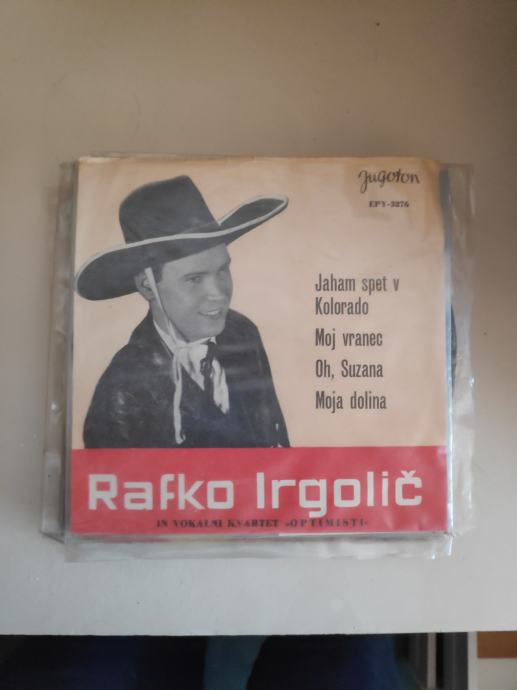 Jugoton
EPY-3276
Jaham spet v
Kolorado
Moj vranec
Oh, Suzana
Moja dolina
Rafko Irgolič
IN VOKALNI KVARTET »OPTIMISTI«